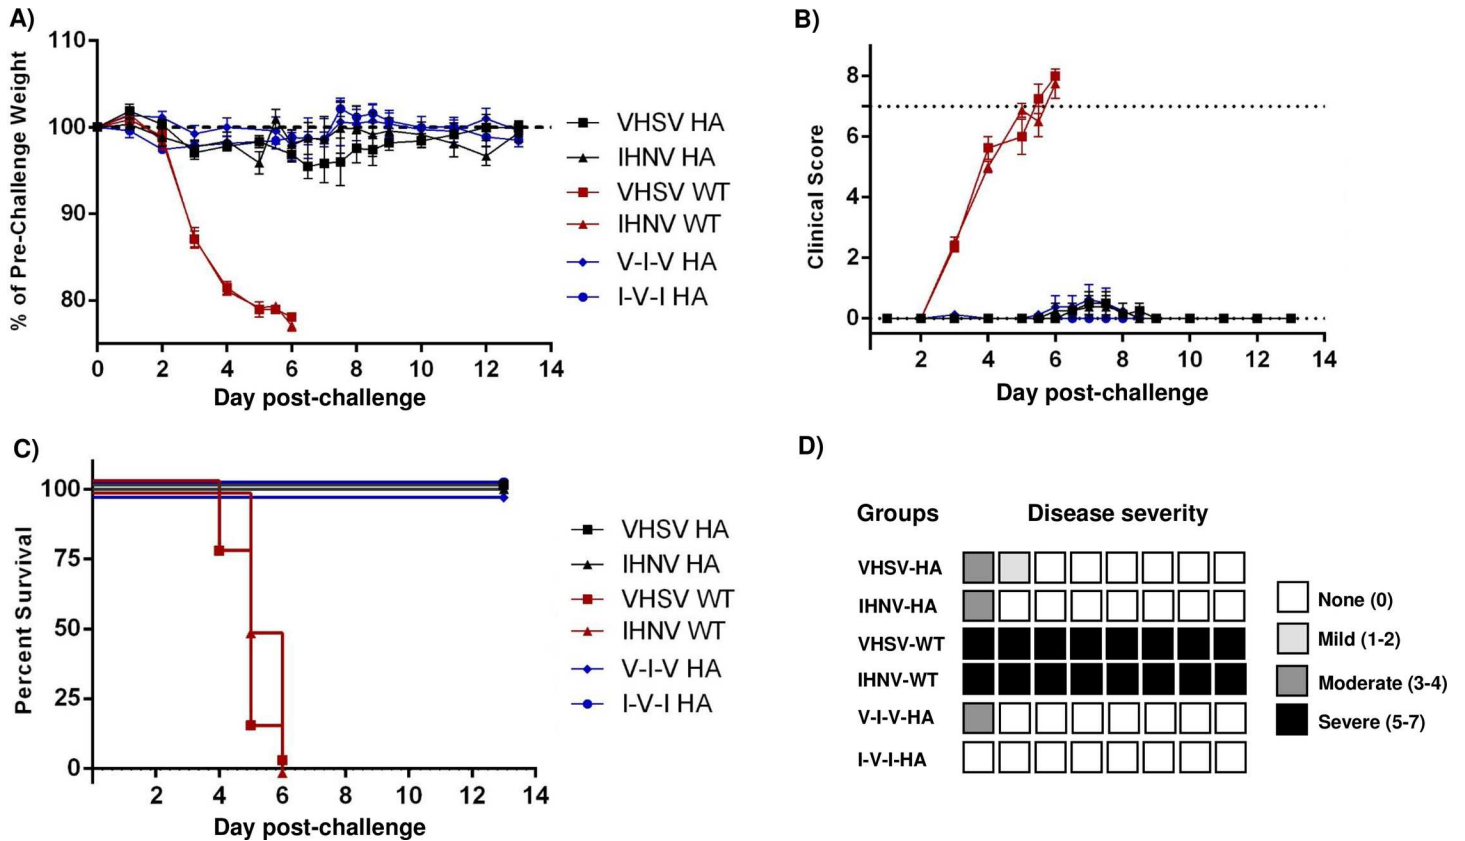 A)
% of Pre-Challenge Weight
110
100
90
80
0 2 4 6 8 10 12 14
Day post-challenge
VHSV HA
IHNV HA
VHSV WT
IHNV WT
V-I-V HA
I-V-I HA
B)
Clinical Score
8
6
4
2
0
2 4 6 8 10 12 14
Day post-challenge
C)
Percent Survival
100
75
50
25
0
2 4 6 8 10 12 14
Day post-challenge
VHSV HA
IHNV HA
VHSV WT
IHNV WT
V-I-V HA
I-V-I HA
D)
Groups Disease severity
VHSV-HA
IHNV-HA
VHSV-WT
IHNV-WT
V-I-V-HA
I-V-I-HA
None (0)
Mild (1-2)
Moderate (3-4)
Severe (5-7)